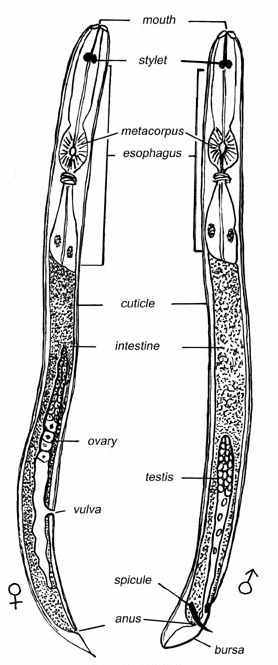 mouth
stylet
metacorpus
esophagus
cuticle
intestine
ovary
testis
vulva
spicule
anus
bursa